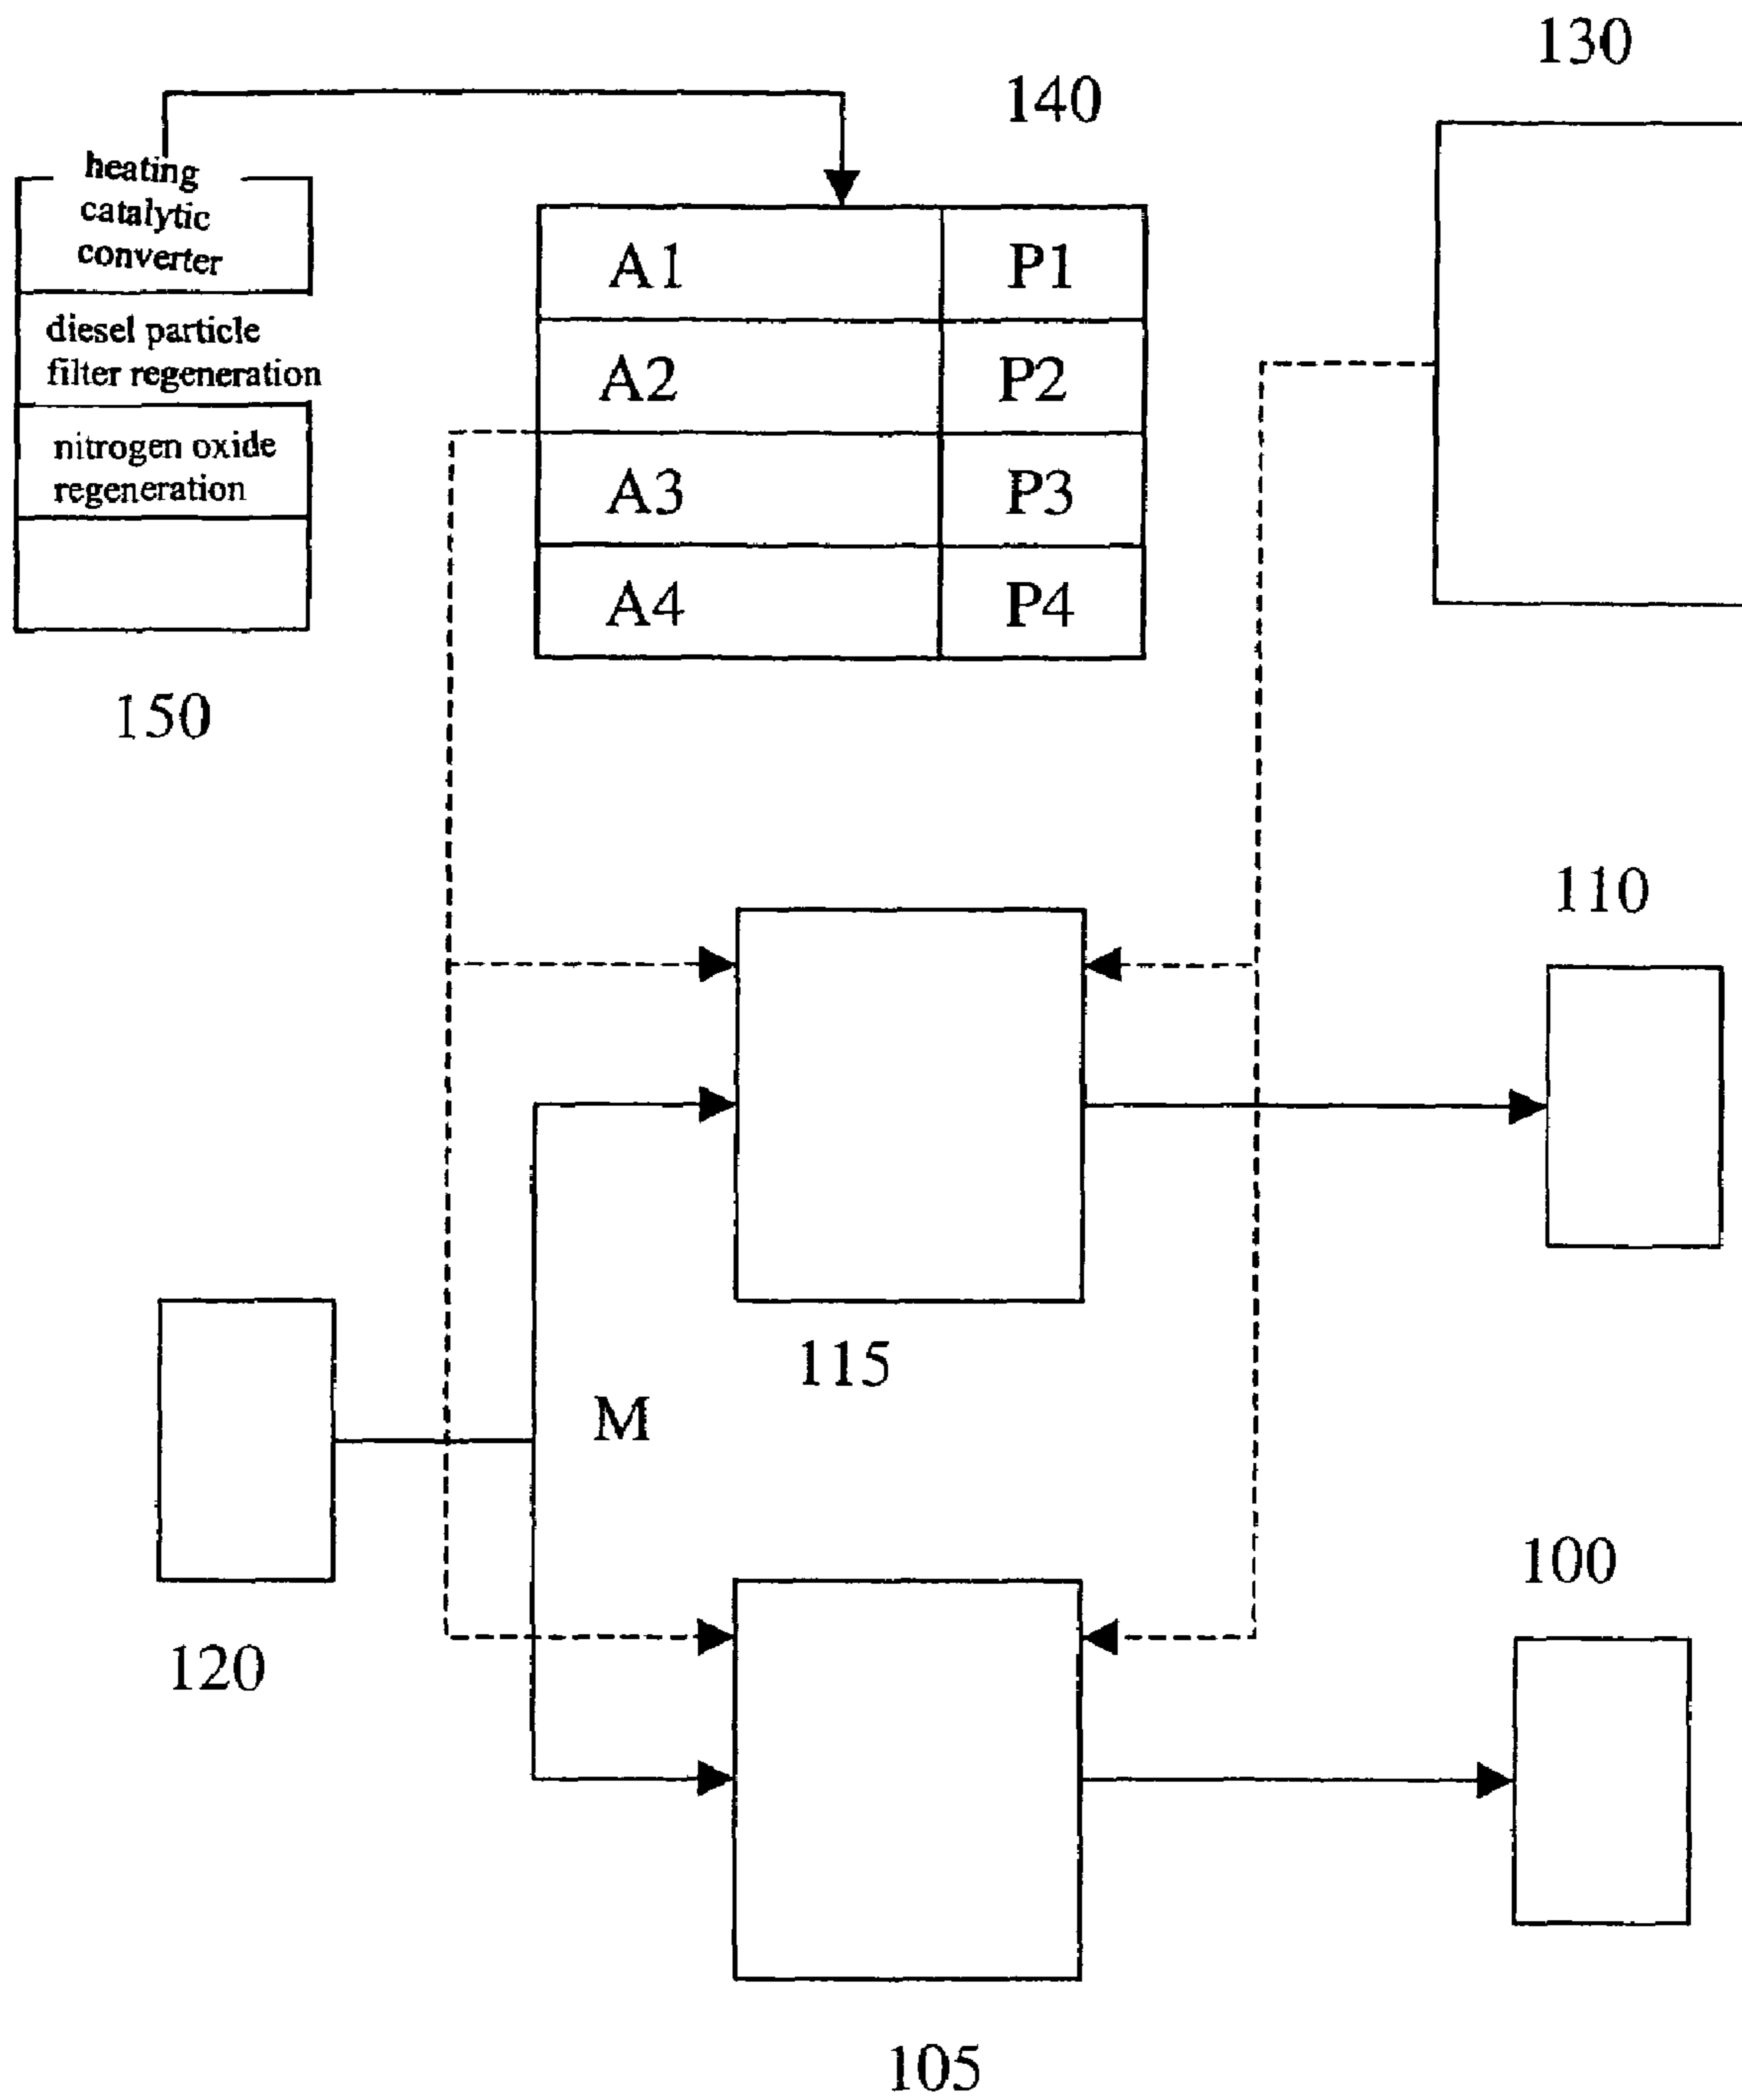 130
140
heating
catalytic
converter
diesel particle
filter regeneration
nitrogen oxide
regeneration
150
A1 P1
A2 P2
A3 P3
A4 P4
110
115
M
120
100
105